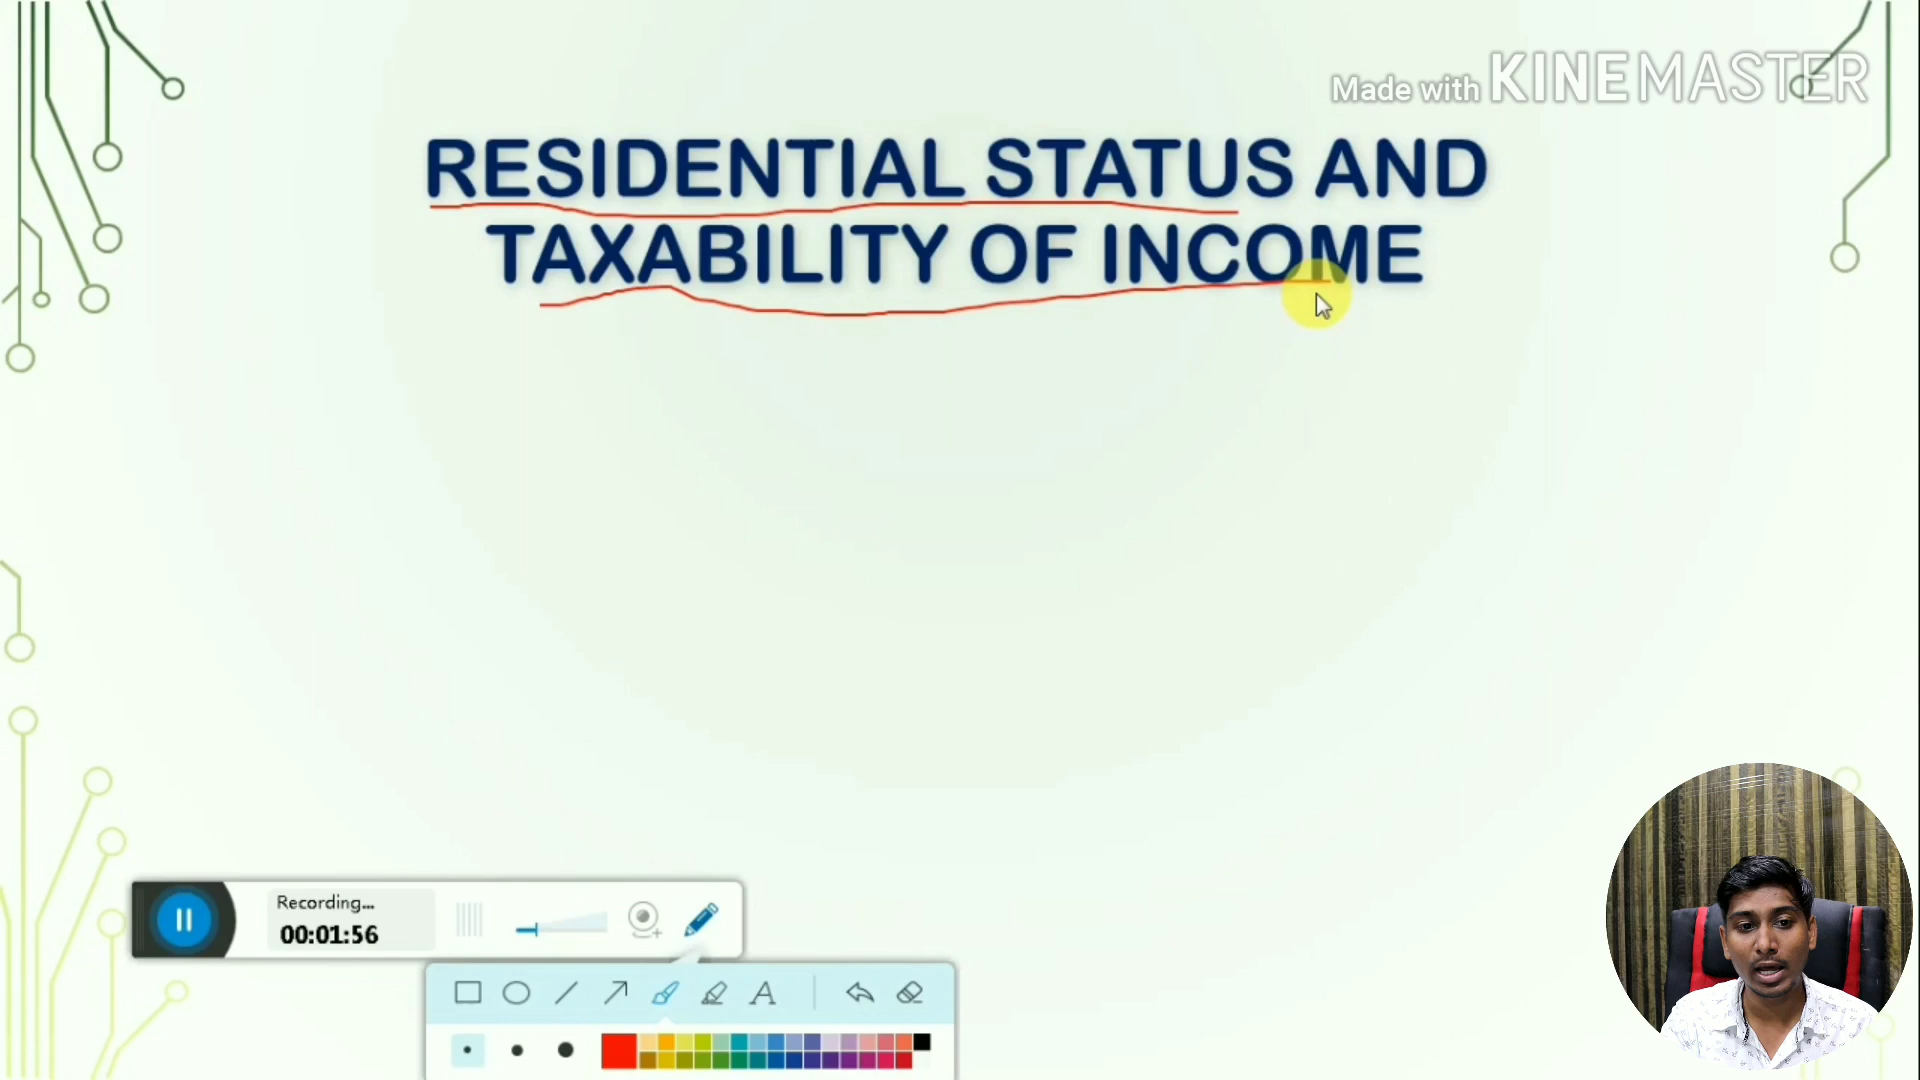 Made with KINEMASTER
RESIDENTIAL STATUS AND
TAXABILITY OF INCOME
Recording...
00:01:56
A